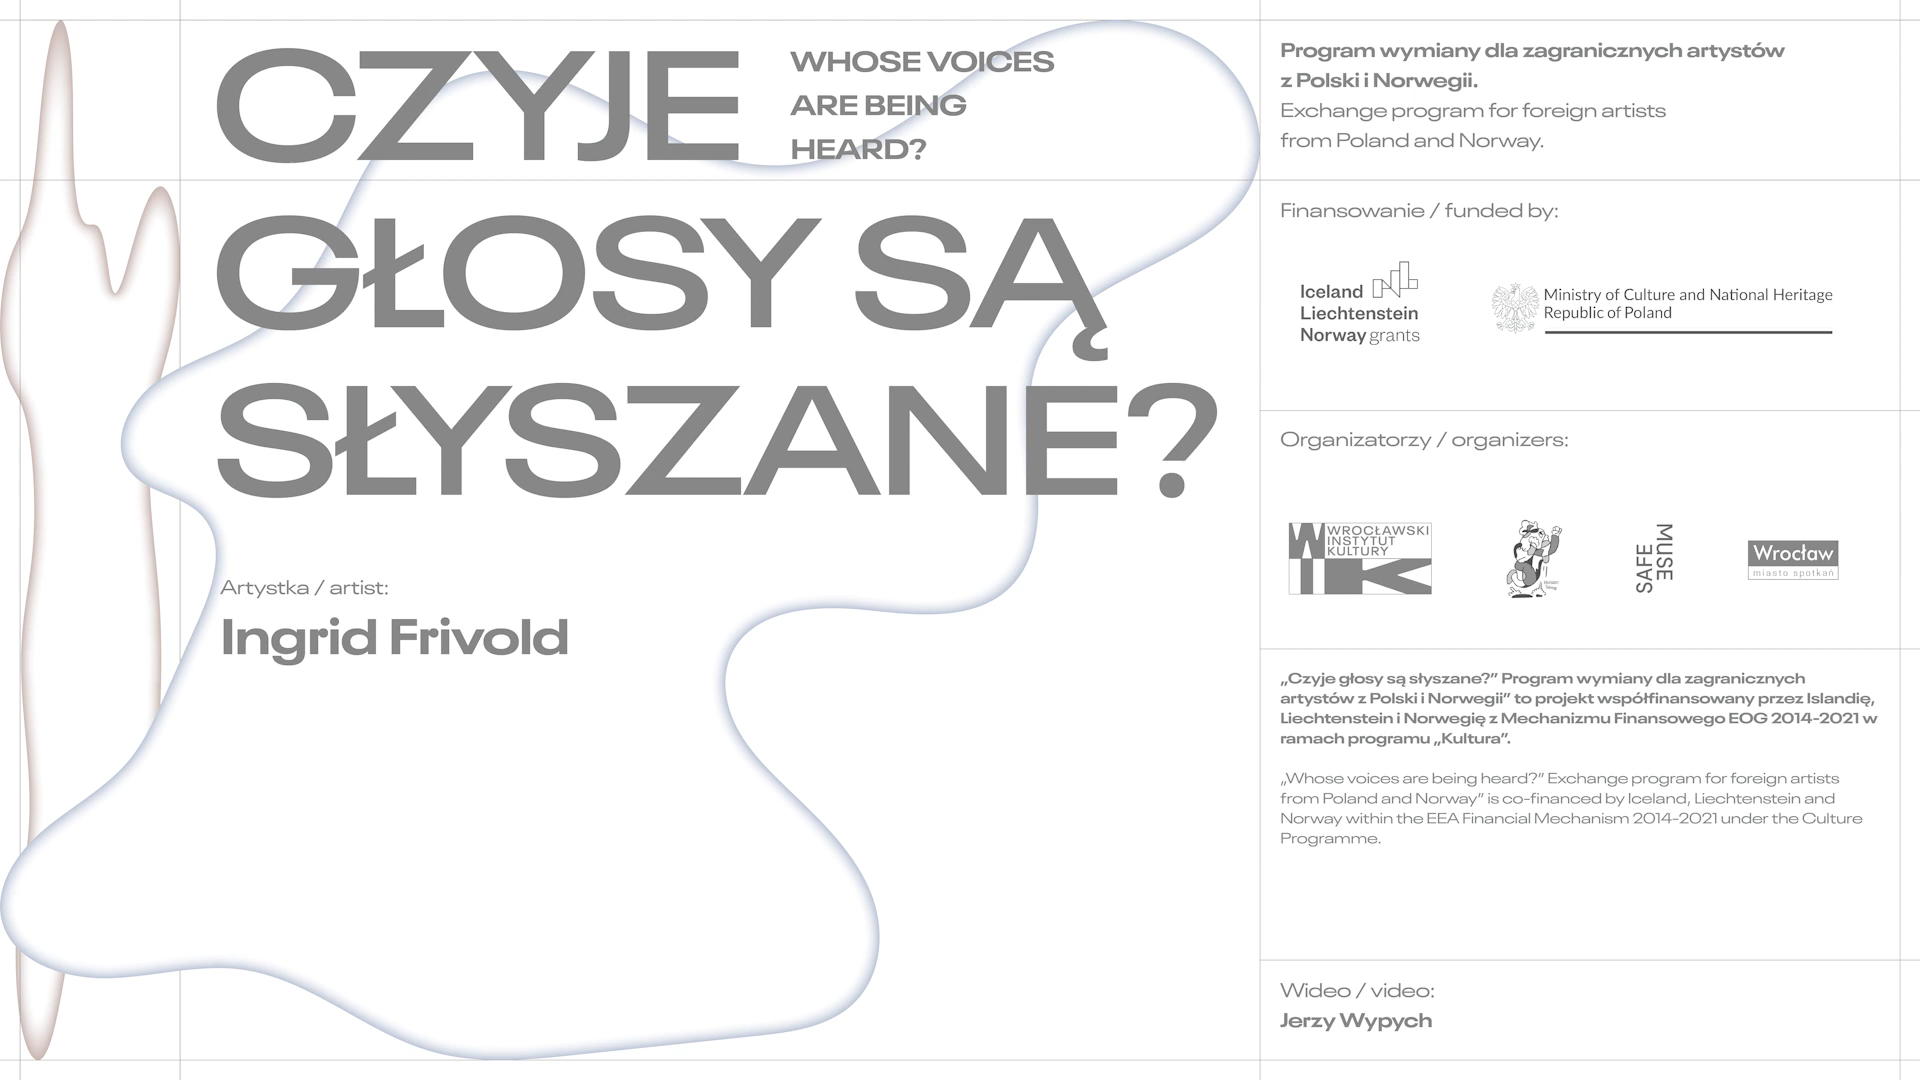 CZYJE
GŁOSY SĄ
SŁYSZANE?
WHOSE VOICES
ARE BEING
HEARD?
Artystka / artist:
Ingrid Frivold
Program wymiany dla zagranicznych artystów
z Polski i Norwegii.
Exchange program for foreign artists
from Poland and Norway.
Finansowanie / funded by:
Iceland
Liechtenstein
Norway grants
Ministry of Culture and National Heritage
Republic of Poland
Organizatorzy / organizers:
WROCŁAWSKI
INSTYTUT
KULTURY
WIK
SAFE
MUSE
Wrocław
miasto spotkań
„Czyje głosy są słyszane?” Program wymiany dla zagranicznych
artystów z Polski i Norwegii” to projekt współfinansowany przez Islandię,
Liechtenstein i Norwegię z Mechanizmu Finansowego EOG 2014-2021 w
ramach programu „Kultura”.
„Whose voices are being heard?” Exchange program for foreign artists
from Poland and Norway” is co-financed by Iceland, Liechtenstein and
Norway within the EEA Financial Mechanism 2014-2021 under the Culture
Programme.
Wideo / video:
Jerzy Wypych